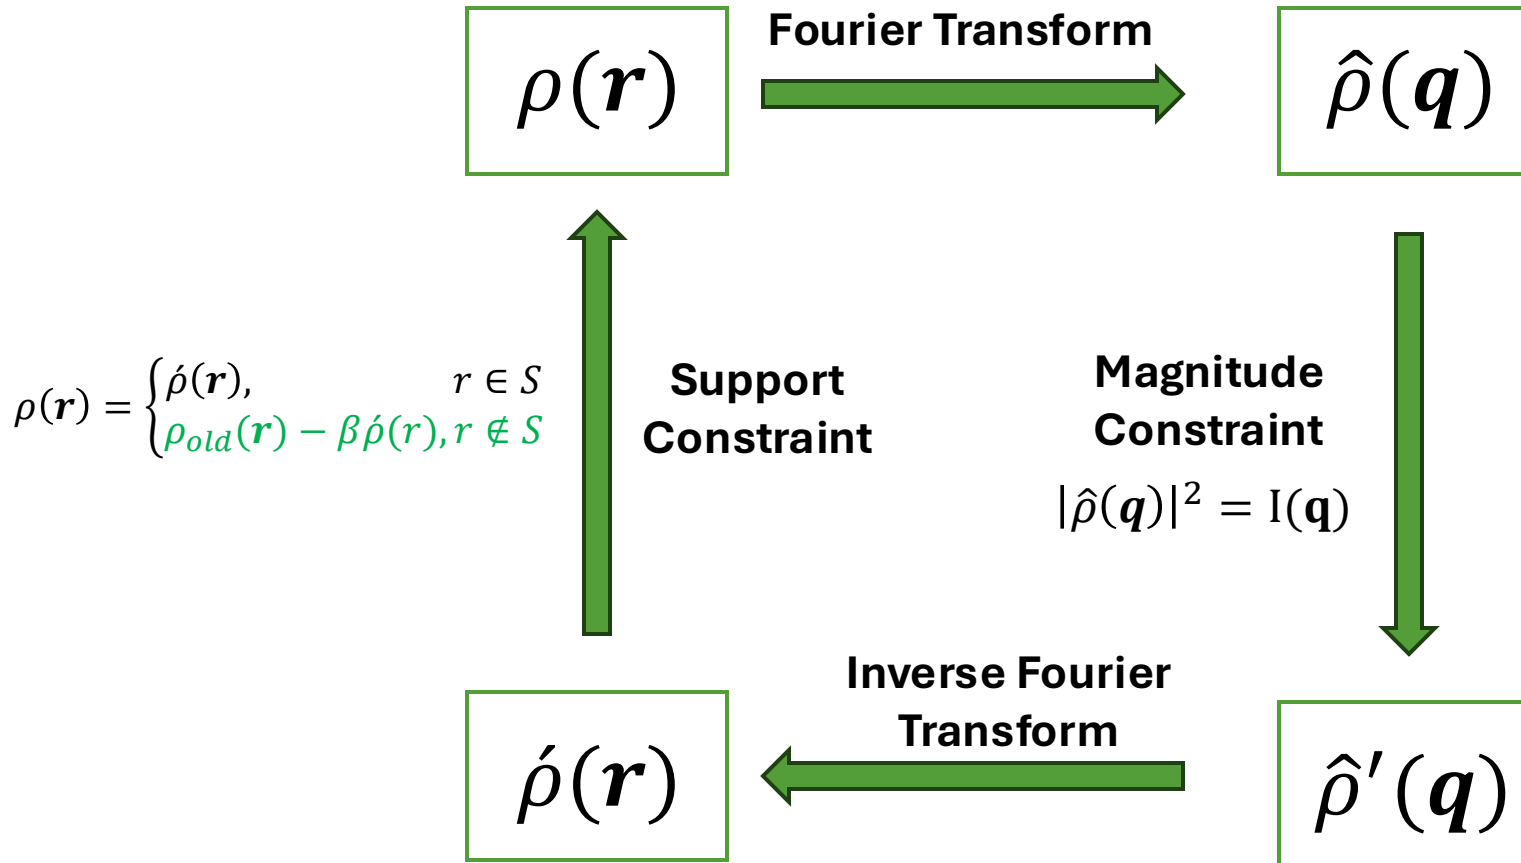 Fourier Transform
ρ(r)
ρ̂(q)
ρ(r) = { ρ́(r), r ∈ S
ρ_old(r) − βρ́(r), r ∉ S
Support
Constraint
Magnitude
Constraint
|ρ̂(q)|² = I(q)
Inverse Fourier
Transform
ρ́(r)
ρ̂′(q)